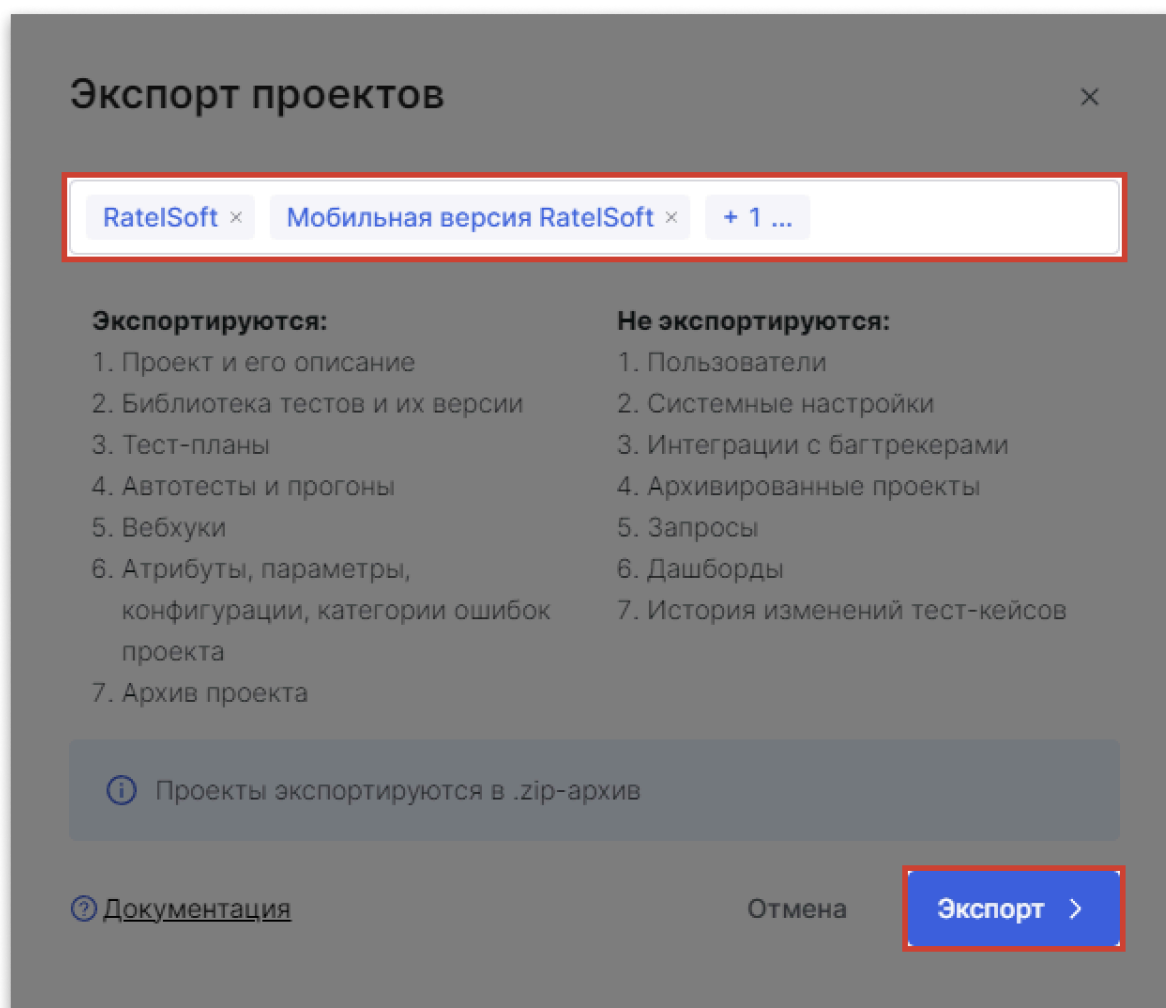 Экспорт проектов
RatelSoft × Мобильная версия RatelSoft × + 1 ...
Экспортируются:
1. Проект и его описание
2. Библиотека тестов и их версии
3. Тест-планы
4. Автотесты и прогоны
5. Вебхуки
6. Атрибуты, параметры,
конфигурации, категории ошибок
проекта
7. Архив проекта
Не экспортируются:
1. Пользователи
2. Системные настройки
3. Интеграции с багтрекерами
4. Архивированные проекты
5. Запросы
6. Дашборды
7. История изменений тест-кейсов
Проекты экспортируются в .zip-архив
Документация
Отмена
Экспорт